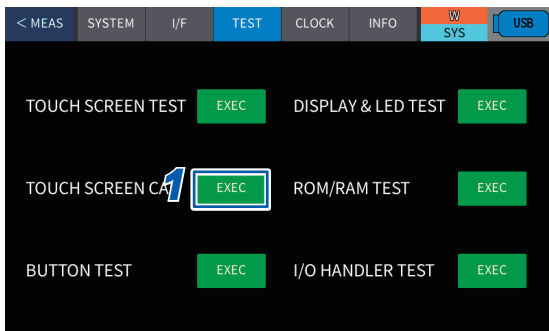 < MEAS SYSTEM I/F TEST CLOCK INFO W SYS USB
TOUCH SCREEN TEST EXEC DISPLAY & LED TEST EXEC
TOUCH SCREEN CA 1 EXEC ROM/RAM TEST EXEC
BUTTON TEST EXEC I/O HANDLER TEST EXEC